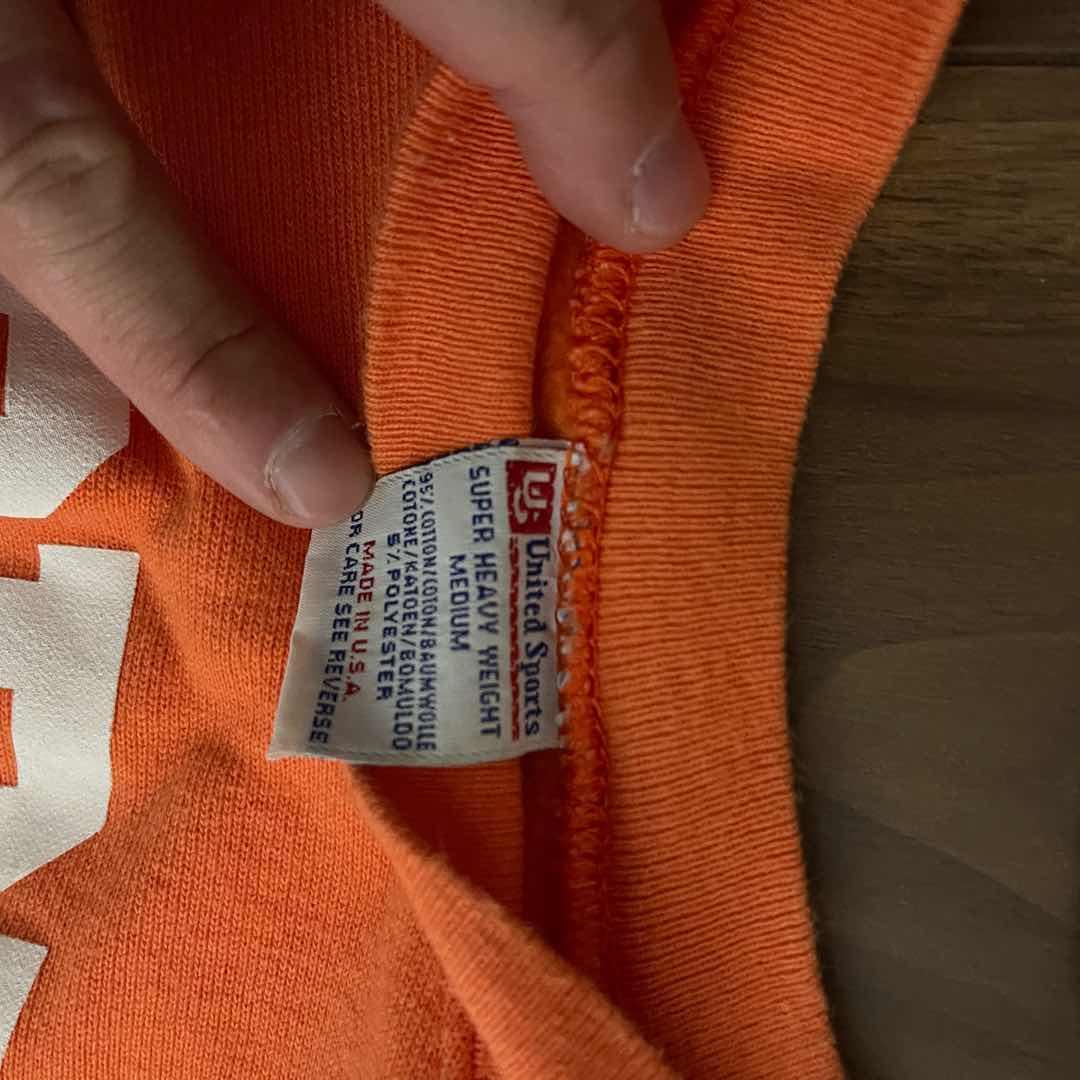 US United Sports
SUPER HEAVY WEIGHT
MEDIUM
95% COTTON/COTON/BAUMWOLLE
/COTONE/KATOEN/BOMULDO
5% POLYESTER
MADE IN U.S.A.
FOR CARE SEE REVERSE